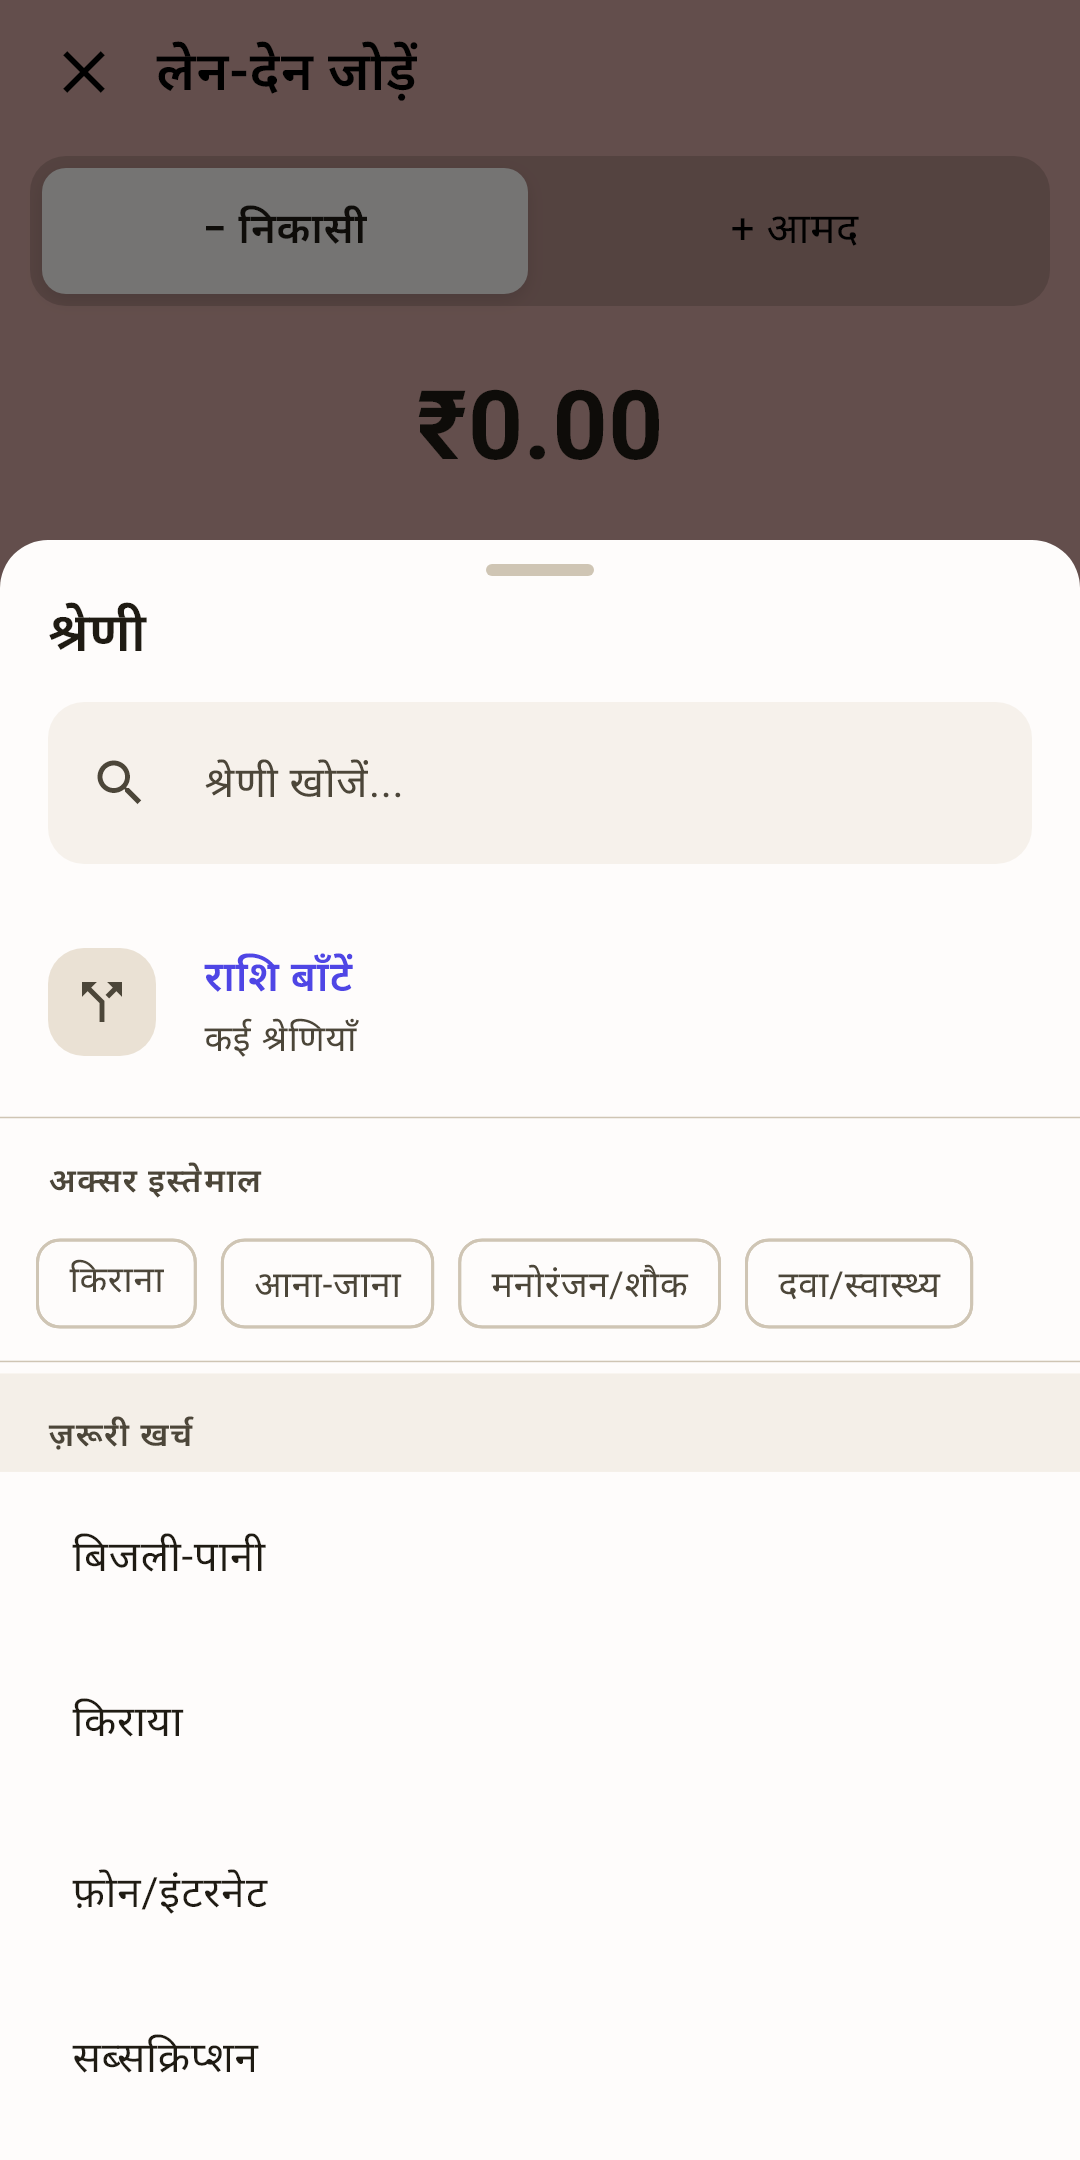 लेन-देन जोड़ें
− निकासी
+ आमद
₹0.00
श्रेणी
श्रेणी खोजें...
राशि बाँटें
कई श्रेणियाँ
अक्सर इस्तेमाल
किराना
आना-जाना
मनोरंजन/शौक
दवा/स्वास्थ्य
ज़रूरी खर्च
बिजली-पानी
किराया
फ़ोन/इंटरनेट
सब्सक्रिप्शन